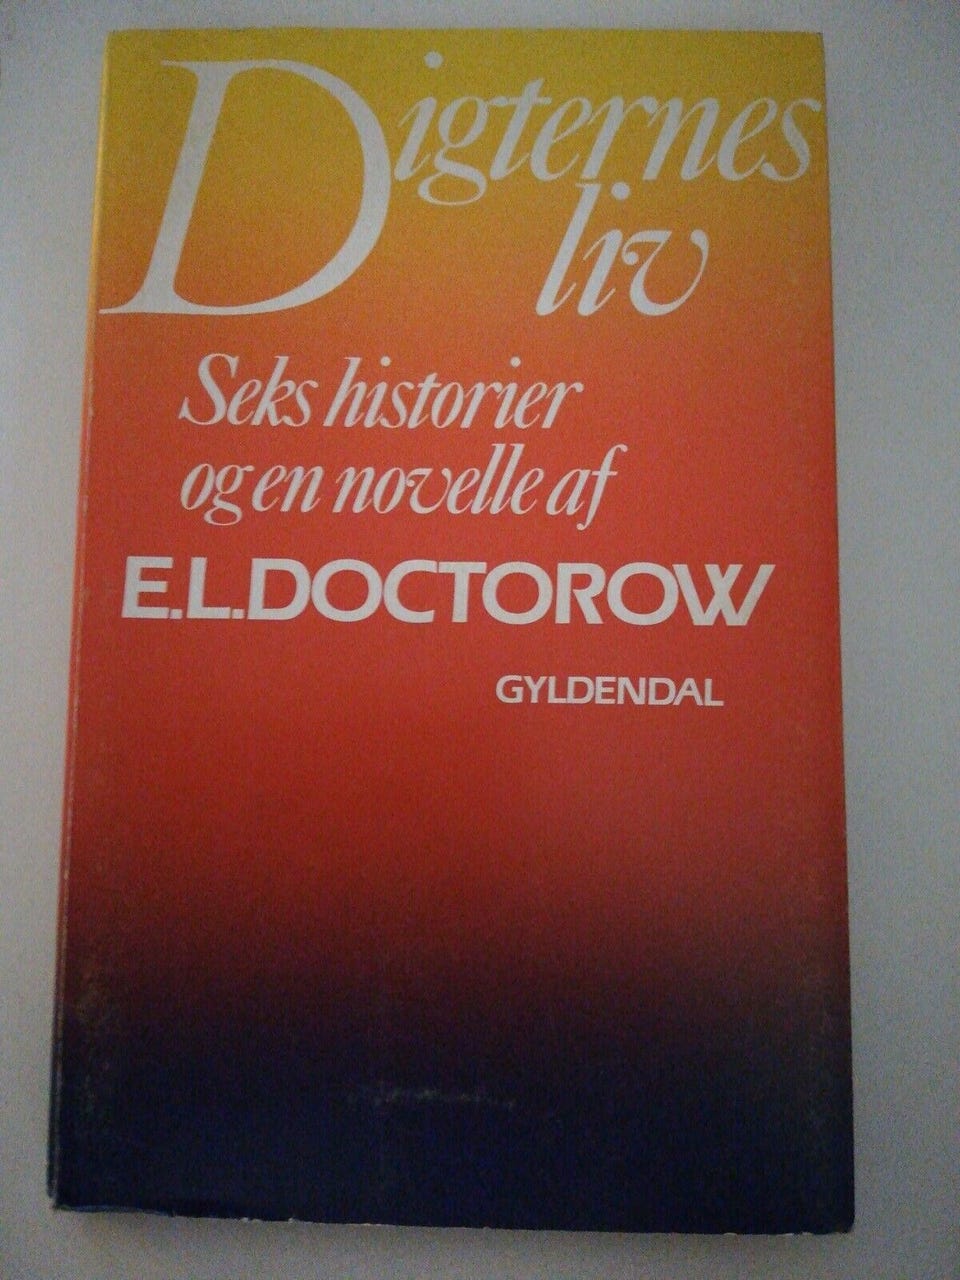 Digternes
liv
Seks historier
og en novelle af
E.L.DOCTOROW
GYLDENDAL